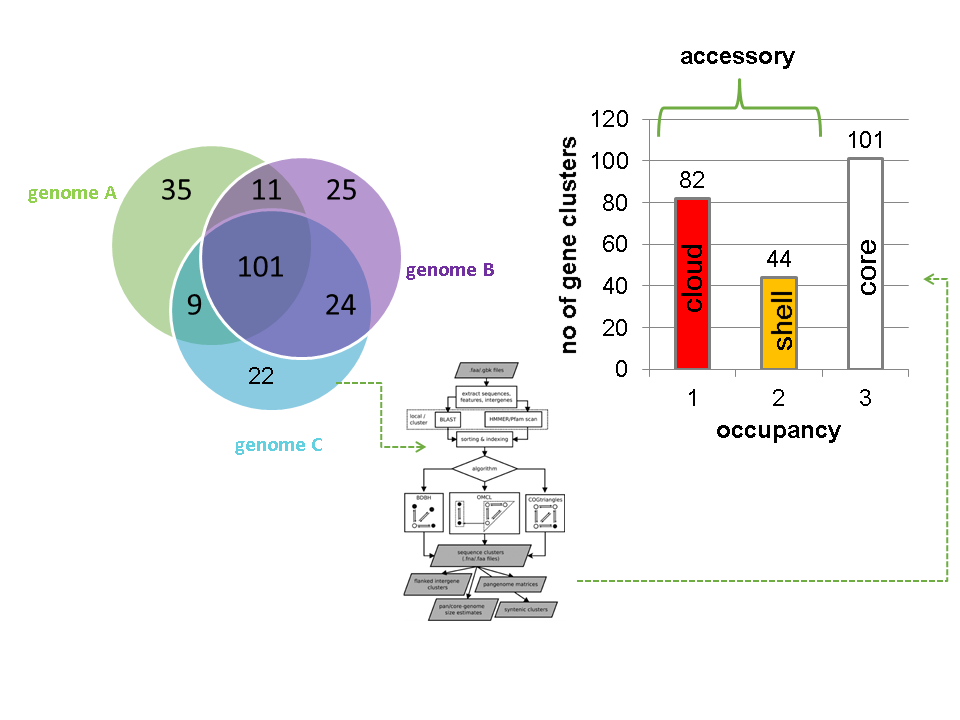 genome A
35
11
25
101
genome B
9
24
22
genome C
.faa/.gbk files
extract sequences,
features, intergenes
local /
cluster
BLAST
HMMER/Pfam scan
sorting & indexing
algorithm
BDBH
OMCL
COGtriangles
sequence clusters
(.fna/.faa files)
flanked intergene
clusters
pangenome matrices
pan/core-genome
size estimates
syntenic clusters
accessory
no of gene clusters
120
100
80
60
40
20
0
82
44
101
cloud
shell
core
1
2
3
occupancy